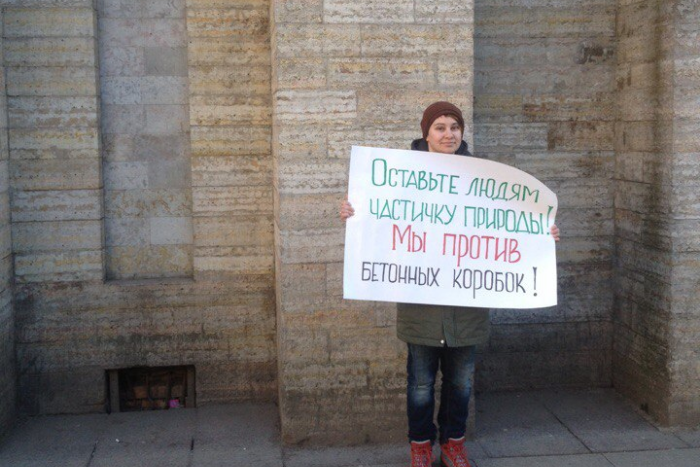 Оставьте людям
частичку природы!
Мы против
бетонных коробок!